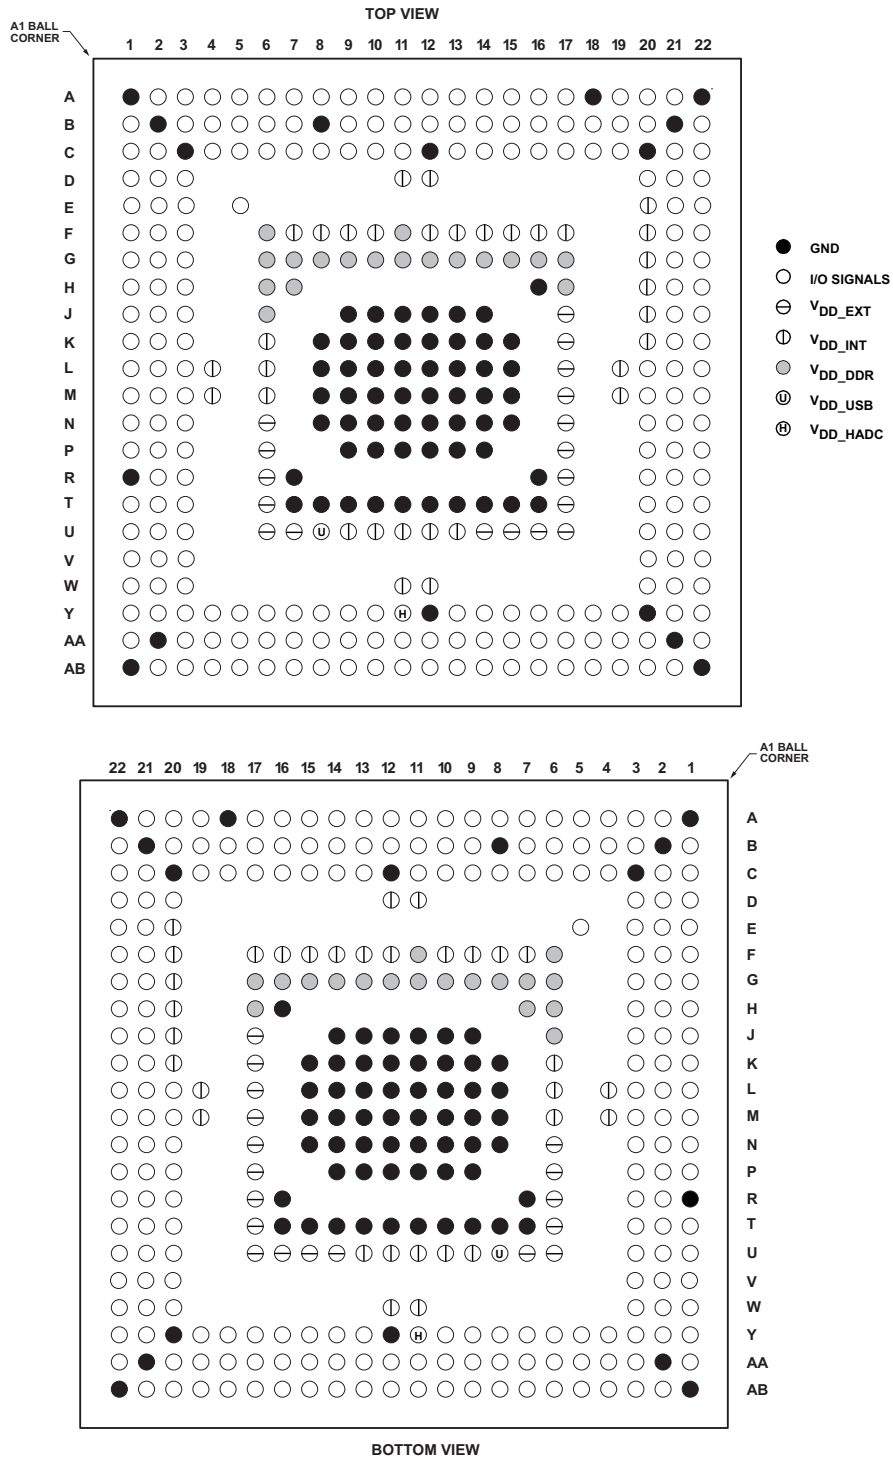 TOP VIEW
A1 BALL
CORNER
1 2 3 4 5 6 7 8 9 10 11 12 13 14 15 16 17 18 19 20 21 22
A
B
C
D
E
F
G
H
J
K
L
M
N
P
R
T
U
U
V
W
Y
H
AA
AB
GND
I/O SIGNALS
VDD_EXT
VDD_INT
VDD_DDR
U VDD_USB
H VDD_HADC
A1 BALL
CORNER
22 21 20 19 18 17 16 15 14 13 12 11 10 9 8 7 6 5 4 3 2 1
A
B
C
D
E
F
G
H
J
K
L
M
N
P
R
T
U U
V
W
H Y
AA
AB
BOTTOM VIEW